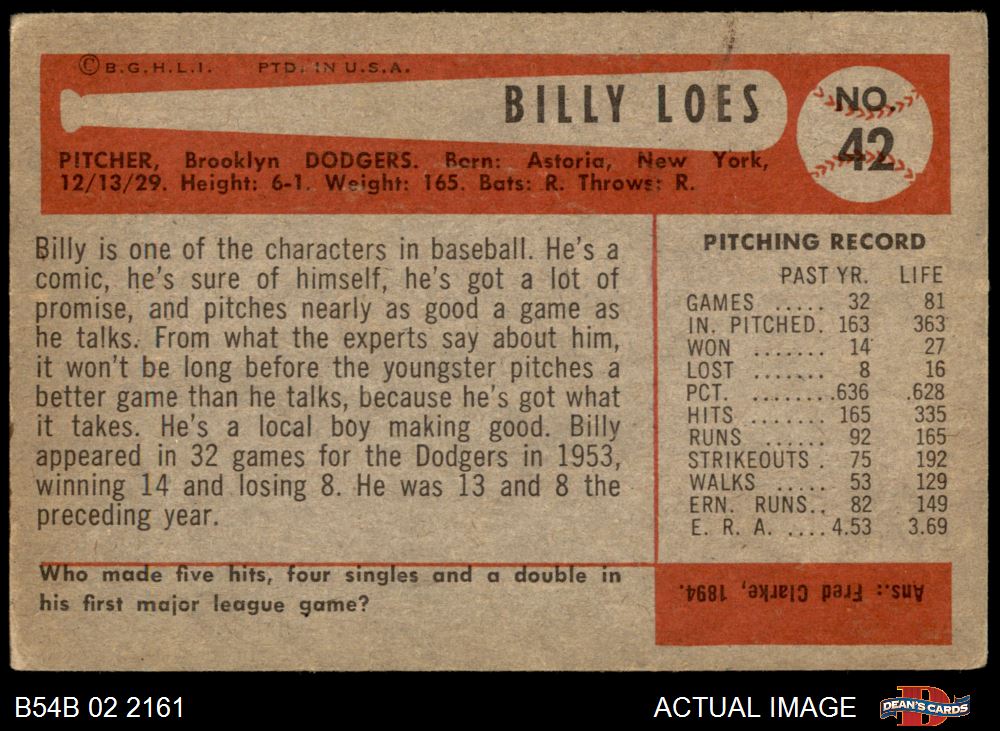 © B.G.H.L.I. PTD. IN U.S.A.
BILLY LOES
NO.
42
PITCHER, Brooklyn DODGERS. Born: Astoria, New York,
12/13/29. Height: 6-1. Weight: 165. Bats: R. Throws: R.
Billy is one of the characters in baseball. He's a
comic, he's sure of himself, he's got a lot of
promise, and pitches nearly as good a game as
he talks. From what the experts say about him,
it won't be long before the youngster pitches a
better game than he talks, because he's got what
it takes. He's a local boy making good. Billy
appeared in 32 games for the Dodgers in 1953,
winning 14 and losing 8. He was 13 and 8 the
preceding year.
PITCHING RECORD
PAST YR. LIFE
GAMES ..... 32 81
IN. PITCHED. 163 363
WON ....... 14 27
LOST ....... 8 16
PCT. ........ .636 .628
HITS ....... 165 335
RUNS ...... 92 165
STRIKEOUTS . 75 192
WALKS ..... 53 129
ERN. RUNS.. 82 149
E. R. A. .... 4.53 3.69
Who made five hits, four singles and a double in
his first major league game?
Ans.: Fred Clarke, 1894.
B54B 02 2161
ACTUAL IMAGE
D
DEAN'S CARDS